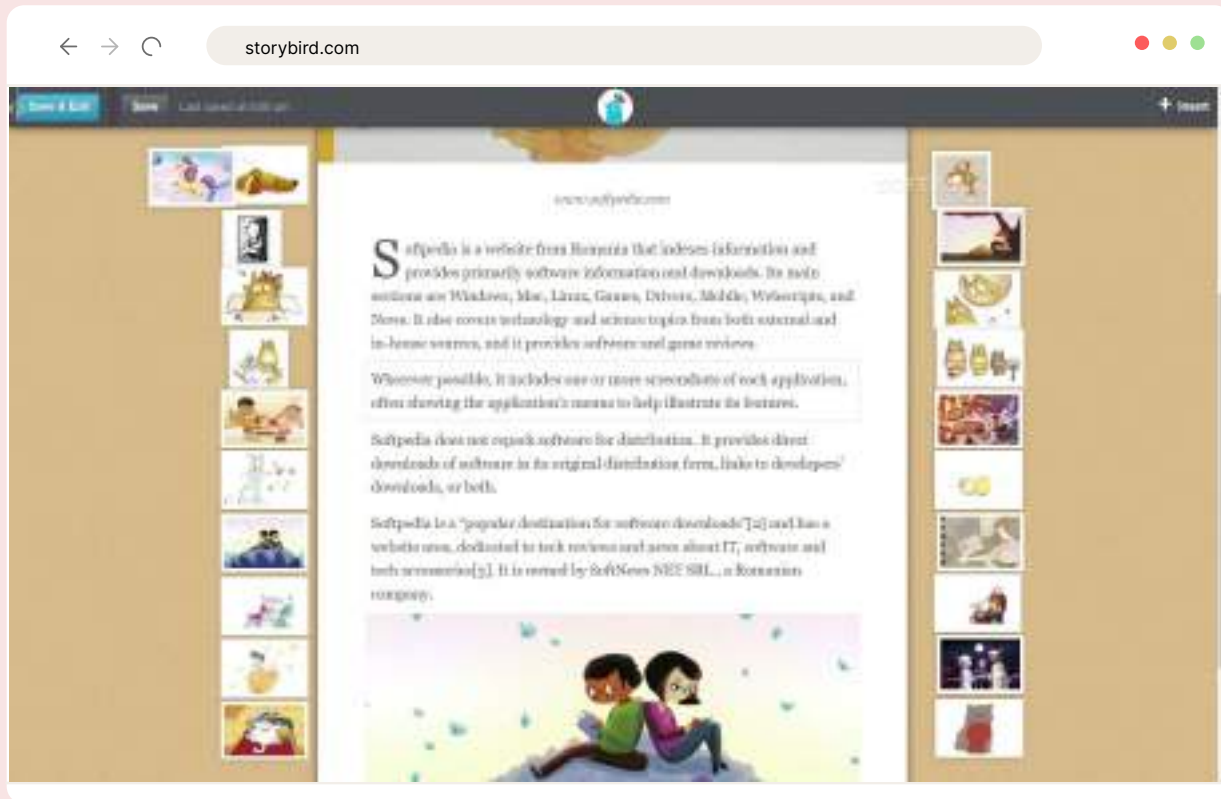 storybird.com
Save & Exit
Save
Last saved at
+ Insert
www.softpedia.com
Softpedia is a website from Romania that indexes information and
provides primarily software information and downloads. Its main
sections are Windows, Mac, Linux, Games, Drivers, Mobile, Webscripts, and
News. It also covers technology and science topics from both external and
in-house sources, and it provides software and game reviews.
Wherever possible, it includes one or more screenshots of each application,
often showing the application's menus to help illustrate its features.
Softpedia does not repack software for distribution. It provides direct
downloads of software in its original distribution form, links to developers'
downloads, or both.
Softpedia is a "popular destination for software downloads"[2] and has a
website area, dedicated to tech reviews and news about IT, software and
tech accessories[3]. It is owned by SoftNews NET SRL., a Romanian
company.